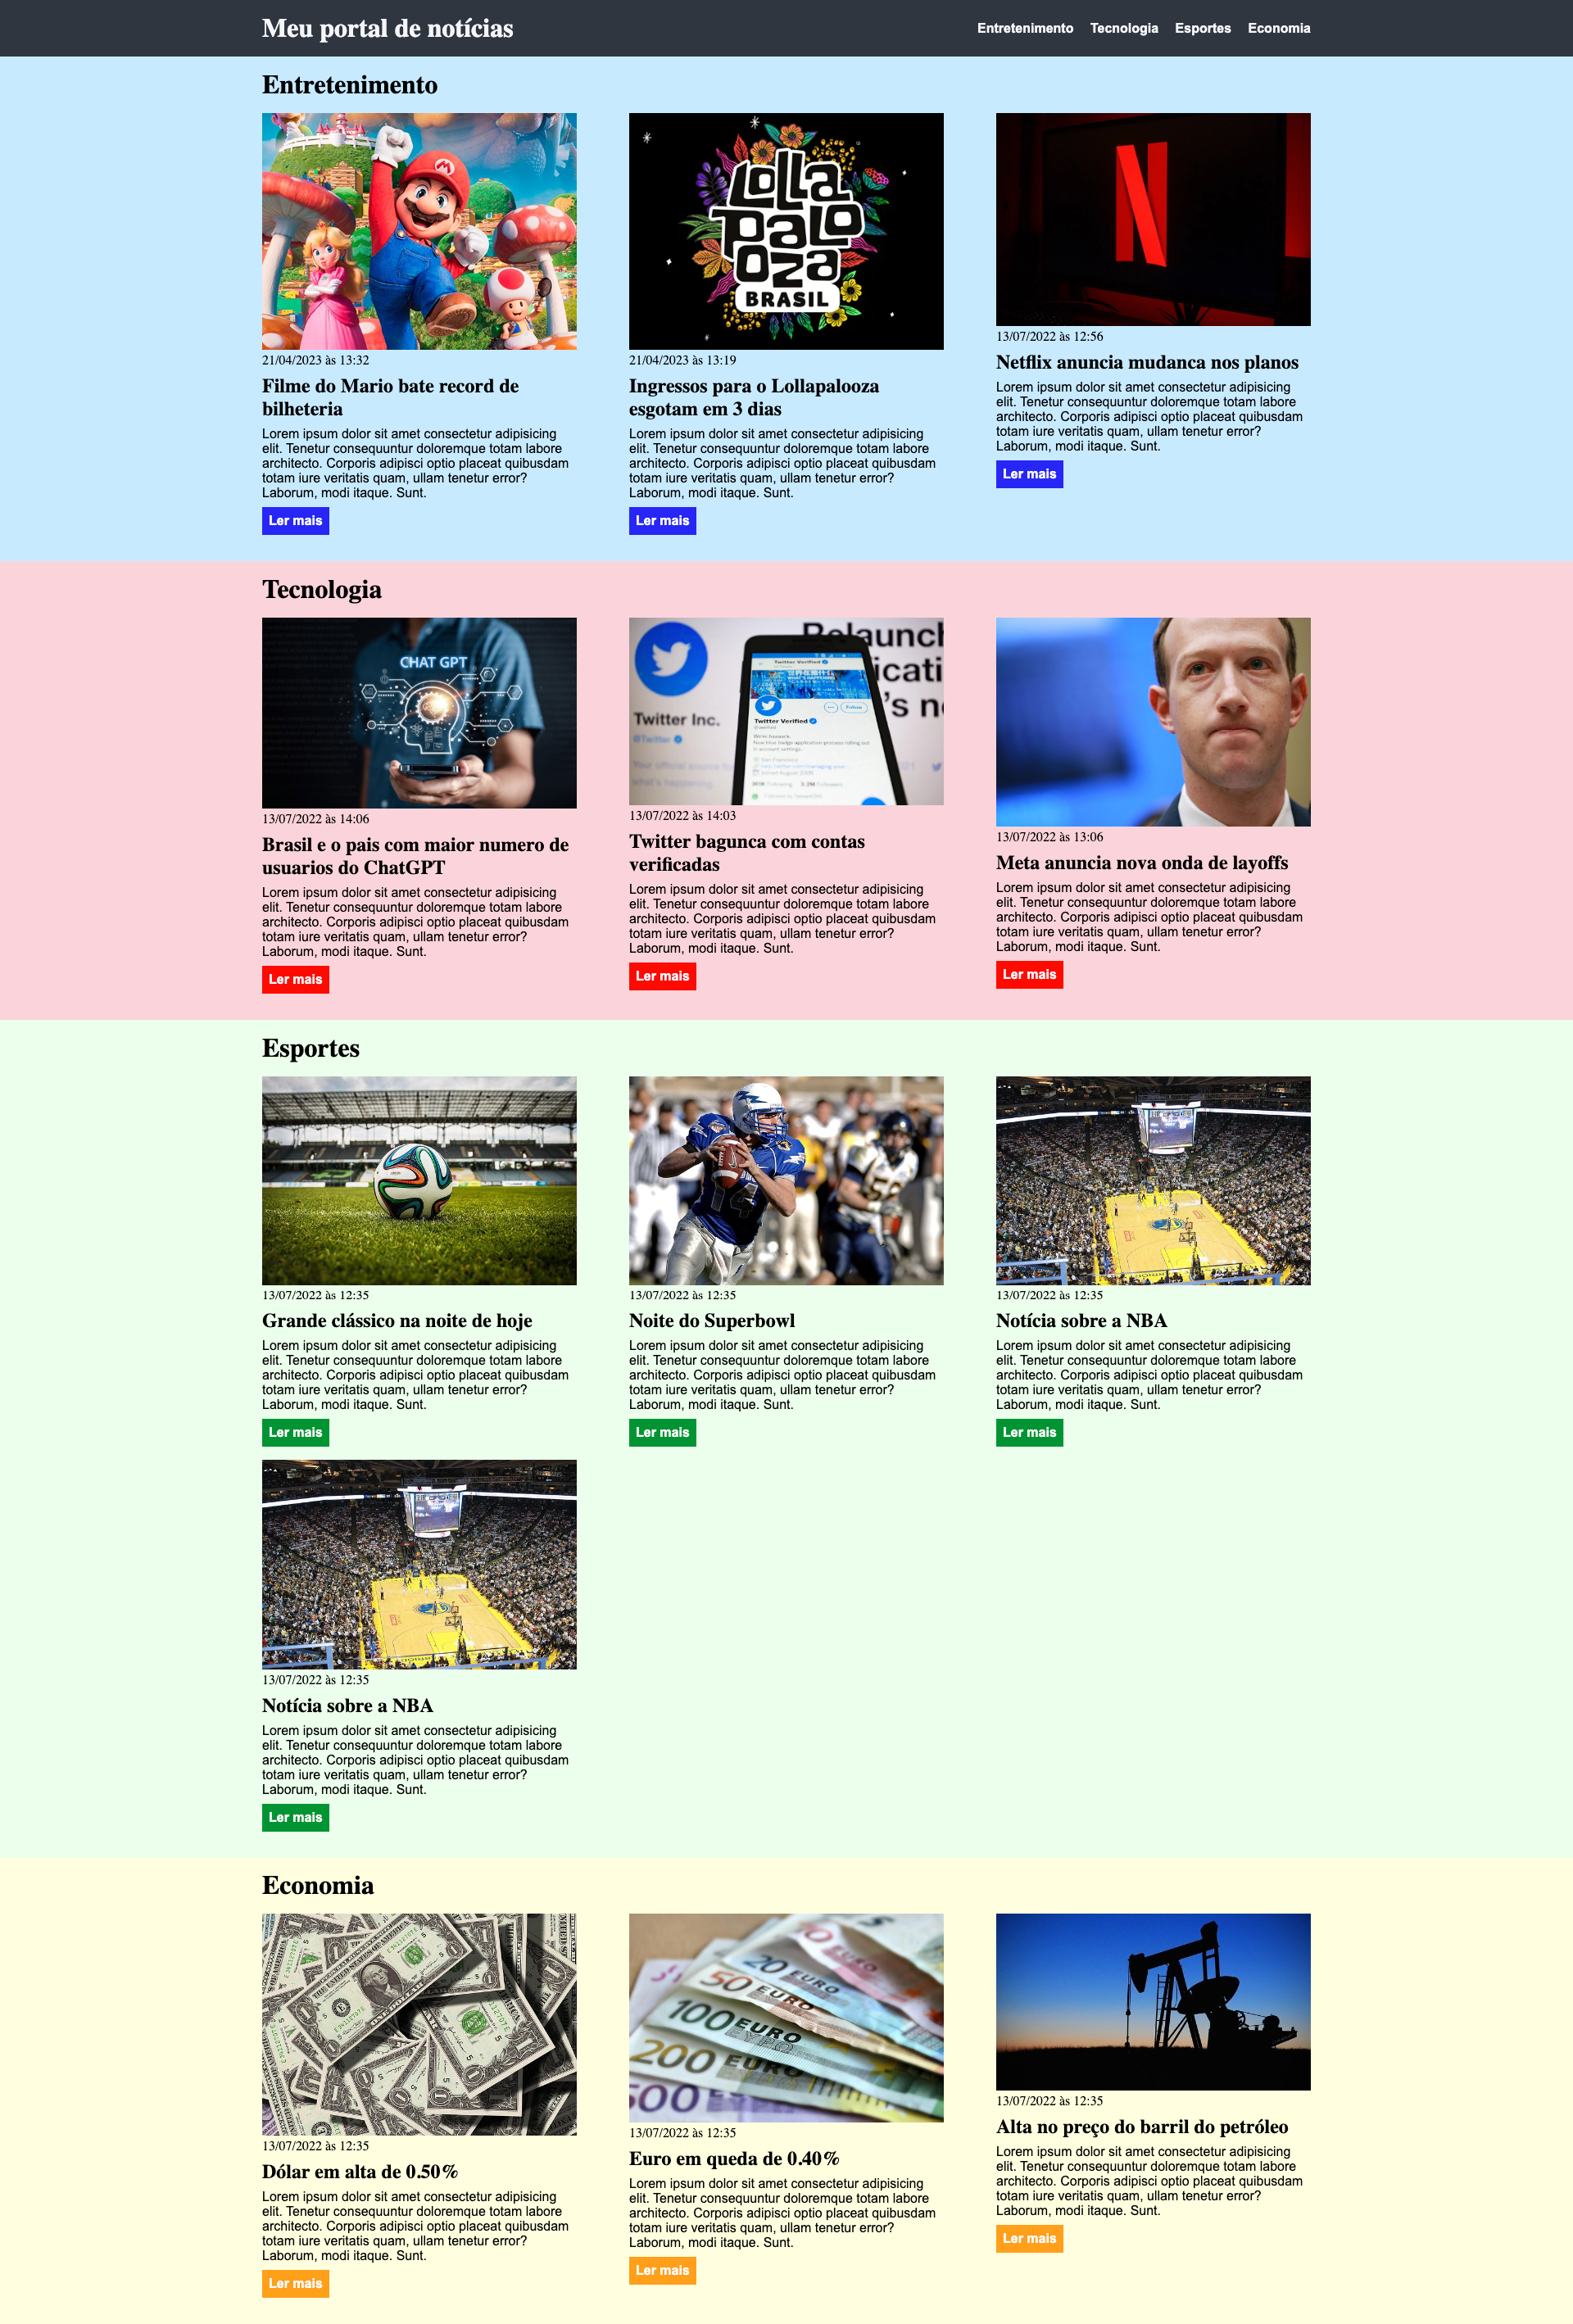 Meu portal de notícias
Entretenimento Tecnologia Esportes Economia
Entretenimento
LOLLA
PALO
OZA
BRASIL
N
21/04/2023 às 13:32
Filme do Mario bate record de
bilheteria
Lorem ipsum dolor sit amet consectetur adipisicing
elit. Tenetur consequuntur doloremque totam labore
architecto. Corporis adipisci optio placeat quibusdam
totam iure veritatis quam, ullam tenetur error?
Laborum, modi itaque. Sunt.
Ler mais
21/04/2023 às 13:19
Ingressos para o Lollapalooza
esgotam em 3 dias
Lorem ipsum dolor sit amet consectetur adipisicing
elit. Tenetur consequuntur doloremque totam labore
architecto. Corporis adipisci optio placeat quibusdam
totam iure veritatis quam, ullam tenetur error?
Laborum, modi itaque. Sunt.
Ler mais
13/07/2022 às 12:56
Netflix anuncia mudanca nos planos
Lorem ipsum dolor sit amet consectetur adipisicing
elit. Tenetur consequuntur doloremque totam labore
architecto. Corporis adipisci optio placeat quibusdam
totam iure veritatis quam, ullam tenetur error?
Laborum, modi itaque. Sunt.
Ler mais
Tecnologia
CHAT GPT
13/07/2022 às 14:06
Brasil e o pais com maior numero de
usuarios do ChatGPT
Lorem ipsum dolor sit amet consectetur adipisicing
elit. Tenetur consequuntur doloremque totam labore
architecto. Corporis adipisci optio placeat quibusdam
totam iure veritatis quam, ullam tenetur error?
Laborum, modi itaque. Sunt.
Ler mais
Relaunch
Twitter Inc.
@Twitter
Twitter Verified
Follow
Twitter Verified
13/07/2022 às 14:03
Twitter bagunca com contas
verificadas
Lorem ipsum dolor sit amet consectetur adipisicing
elit. Tenetur consequuntur doloremque totam labore
architecto. Corporis adipisci optio placeat quibusdam
totam iure veritatis quam, ullam tenetur error?
Laborum, modi itaque. Sunt.
Ler mais
13/07/2022 às 13:06
Meta anuncia nova onda de layoffs
Lorem ipsum dolor sit amet consectetur adipisicing
elit. Tenetur consequuntur doloremque totam labore
architecto. Corporis adipisci optio placeat quibusdam
totam iure veritatis quam, ullam tenetur error?
Laborum, modi itaque. Sunt.
Ler mais
Esportes
13/07/2022 às 12:35
Grande clássico na noite de hoje
Lorem ipsum dolor sit amet consectetur adipisicing
elit. Tenetur consequuntur doloremque totam labore
architecto. Corporis adipisci optio placeat quibusdam
totam iure veritatis quam, ullam tenetur error?
Laborum, modi itaque. Sunt.
Ler mais
14
13/07/2022 às 12:35
Noite do Superbowl
Lorem ipsum dolor sit amet consectetur adipisicing
elit. Tenetur consequuntur doloremque totam labore
architecto. Corporis adipisci optio placeat quibusdam
totam iure veritatis quam, ullam tenetur error?
Laborum, modi itaque. Sunt.
Ler mais
13/07/2022 às 12:35
Notícia sobre a NBA
Lorem ipsum dolor sit amet consectetur adipisicing
elit. Tenetur consequuntur doloremque totam labore
architecto. Corporis adipisci optio placeat quibusdam
totam iure veritatis quam, ullam tenetur error?
Laborum, modi itaque. Sunt.
Ler mais
13/07/2022 às 12:35
Notícia sobre a NBA
Lorem ipsum dolor sit amet consectetur adipisicing
elit. Tenetur consequuntur doloremque totam labore
architecto. Corporis adipisci optio placeat quibusdam
totam iure veritatis quam, ullam tenetur error?
Laborum, modi itaque. Sunt.
Ler mais
Economia
13/07/2022 às 12:35
Dólar em alta de 0.50%
Lorem ipsum dolor sit amet consectetur adipisicing
elit. Tenetur consequuntur doloremque totam labore
architecto. Corporis adipisci optio placeat quibusdam
totam iure veritatis quam, ullam tenetur error?
Laborum, modi itaque. Sunt.
Ler mais
20 EURO
50 EURO
100 EURO
200 EURO
500
13/07/2022 às 12:35
Euro em queda de 0.40%
Lorem ipsum dolor sit amet consectetur adipisicing
elit. Tenetur consequuntur doloremque totam labore
architecto. Corporis adipisci optio placeat quibusdam
totam iure veritatis quam, ullam tenetur error?
Laborum, modi itaque. Sunt.
Ler mais
13/07/2022 às 12:35
Alta no preço do barril do petróleo
Lorem ipsum dolor sit amet consectetur adipisicing
elit. Tenetur consequuntur doloremque totam labore
architecto. Corporis adipisci optio placeat quibusdam
totam iure veritatis quam, ullam tenetur error?
Laborum, modi itaque. Sunt.
Ler mais